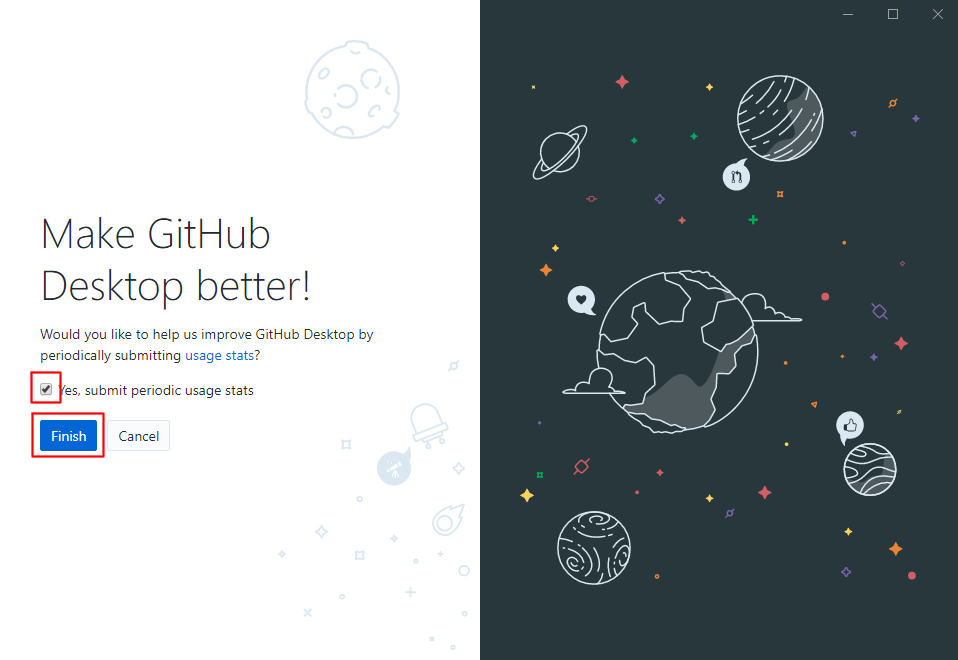 Make GitHub
Desktop better!
Would you like to help us improve GitHub Desktop by
periodically submitting usage stats?
Yes, submit periodic usage stats
Finish Cancel